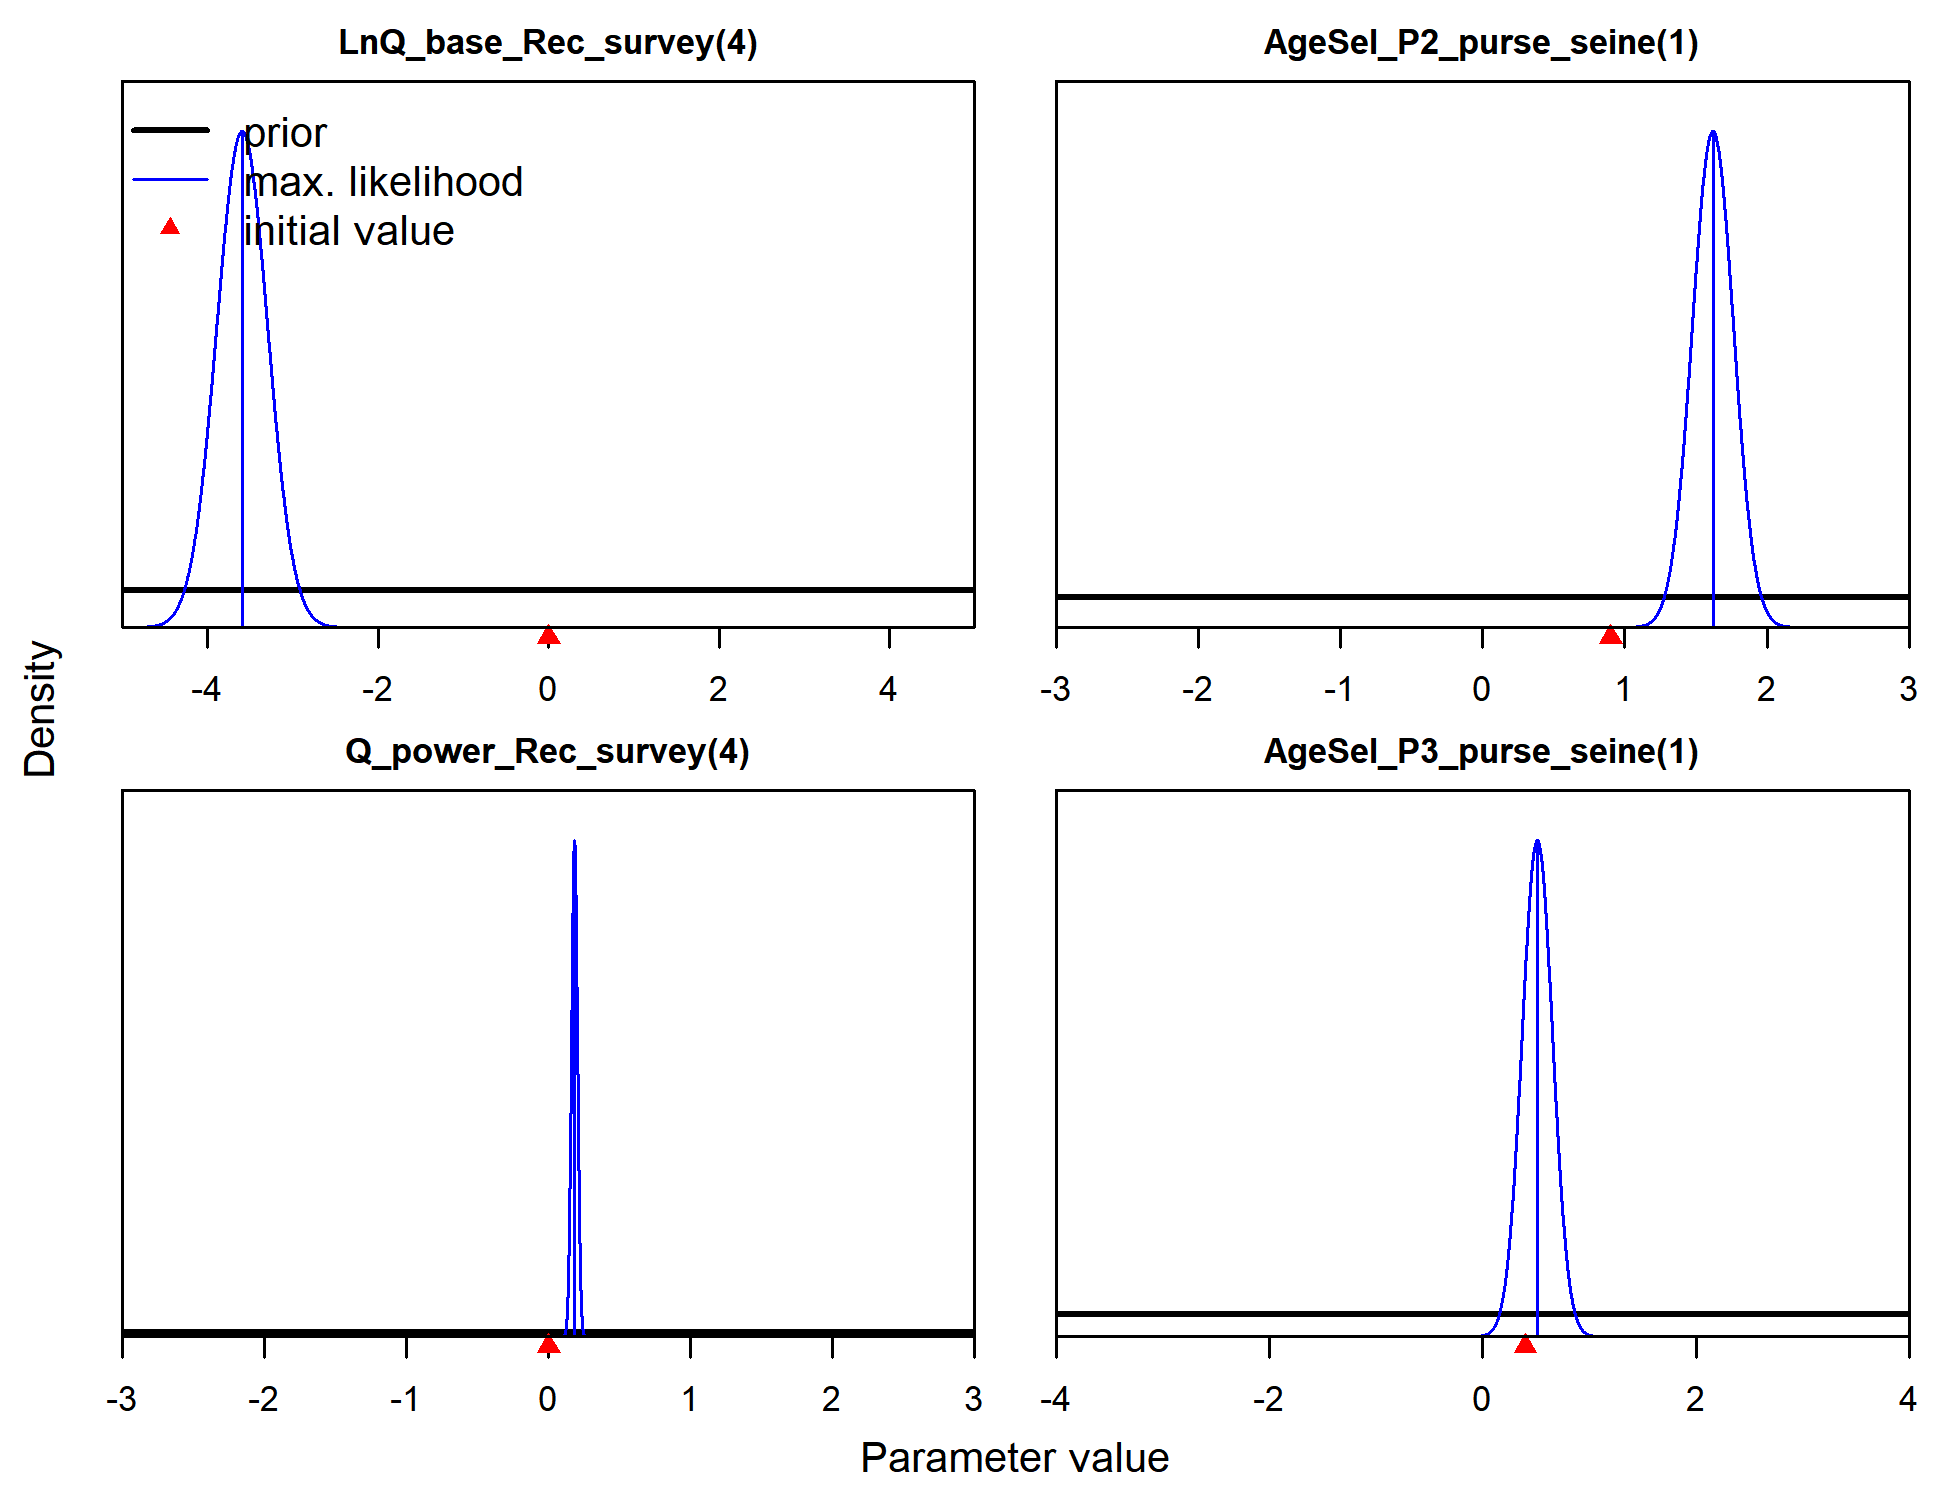 LnQ_base_Rec_survey(4)
prior
max. likelihood
initial value
-4 -2 0 2 4
AgeSel_P2_purse_seine(1)
-3 -2 -1 0 1 2 3
Q_power_Rec_survey(4)
-3 -2 -1 0 1 2 3
AgeSel_P3_purse_seine(1)
-4 -2 0 2 4
Density
Parameter value